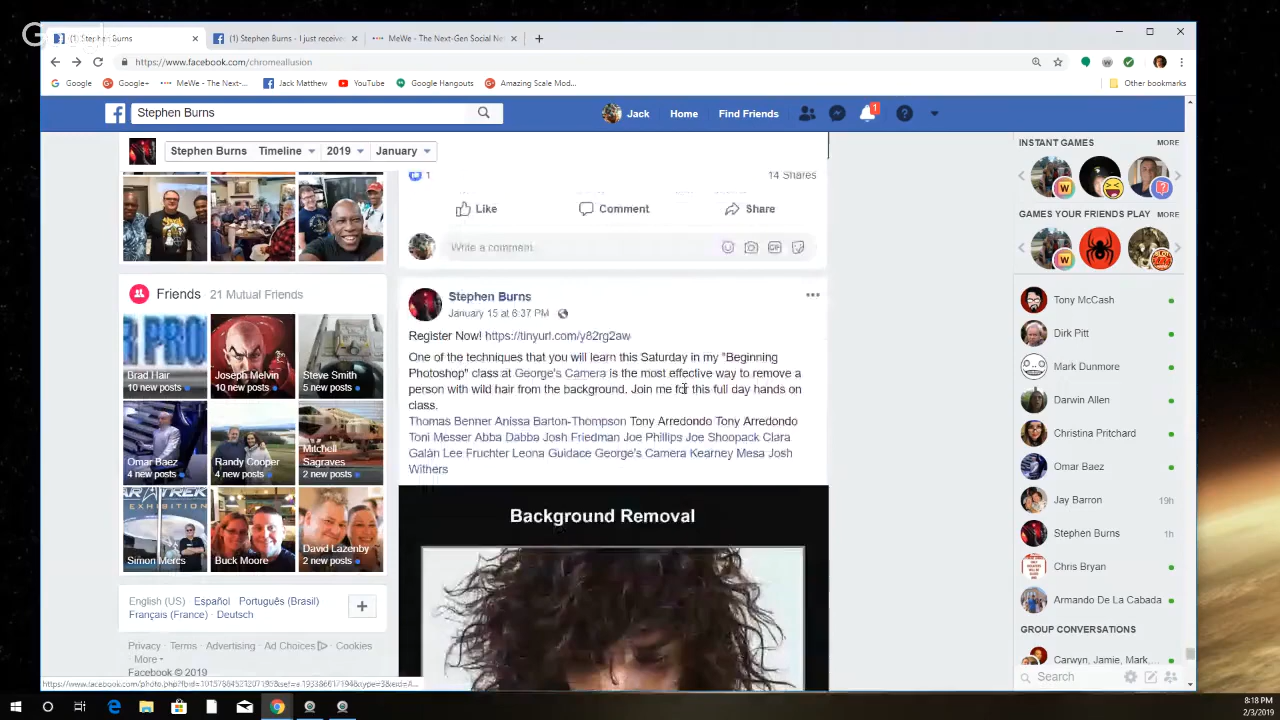 (1) Stephen Burns
(1) Stephen Burns - I just received
MeWe - The Next-Gen Social Net
https://www.facebook.com/chromeallusion
Google
Google+
MeWe - The Next-...
Jack Matthew
YouTube
Google Hangouts
Amazing Scale Mod...
Other bookmarks
Stephen Burns
Jack
Home
Find Friends
1
Stephen Burns
Timeline
2019
January
INSTANT GAMES
MORE
1
14 Shares
Like
Comment
Share
GAMES YOUR FRIENDS PLAY
MORE
Write a comment
GIF
Friends 21 Mutual Friends
Brad Hair
10 new posts
Joseph Melvin
10 new posts
Steve Smith
5 new posts
Omar Baez
4 new posts
Randy Cooper
4 new posts
Mitchell
Sagraves
2 new posts
Simon Mercs
Buck Moore
David Lazenby
2 new posts
English (US) Español Português (Brasil)
Français (France) · Deutsch
Privacy · Terms · Advertising · Ad Choices · Cookies
· More
Facebook © 2019
Stephen Burns
January 15 at 6:37 PM
Register Now! https://tinyurl.com/y82rg2aw
One of the techniques that you will learn this Saturday in my "Beginning
Photoshop" class at George's Camera is the most effective way to remove a
person with wild hair from the background. Join me for this full day hands on
class.
Thomas Benner Anissa Barton-Thompson Tony Arredondo Tony Arredondo
Toni Messer Abba Dabba Josh Friedman Joe Phillips Joe Shoopack Clara
Galàn Lee Fruchter Leona Guidace George's Camera Kearney Mesa Josh
Withers
Background Removal
Tony McCash
Dirk Pitt
Mark Dunmore
Darwin Allen
Christina Pritchard
Omar Baez
Jay Barron 19h
Stephen Burns 1h
Chris Bryan
Armando De La Cabada
GROUP CONVERSATIONS
Carwyn, Jamie, Mark,...
Search
8:18 PM
2/3/2019